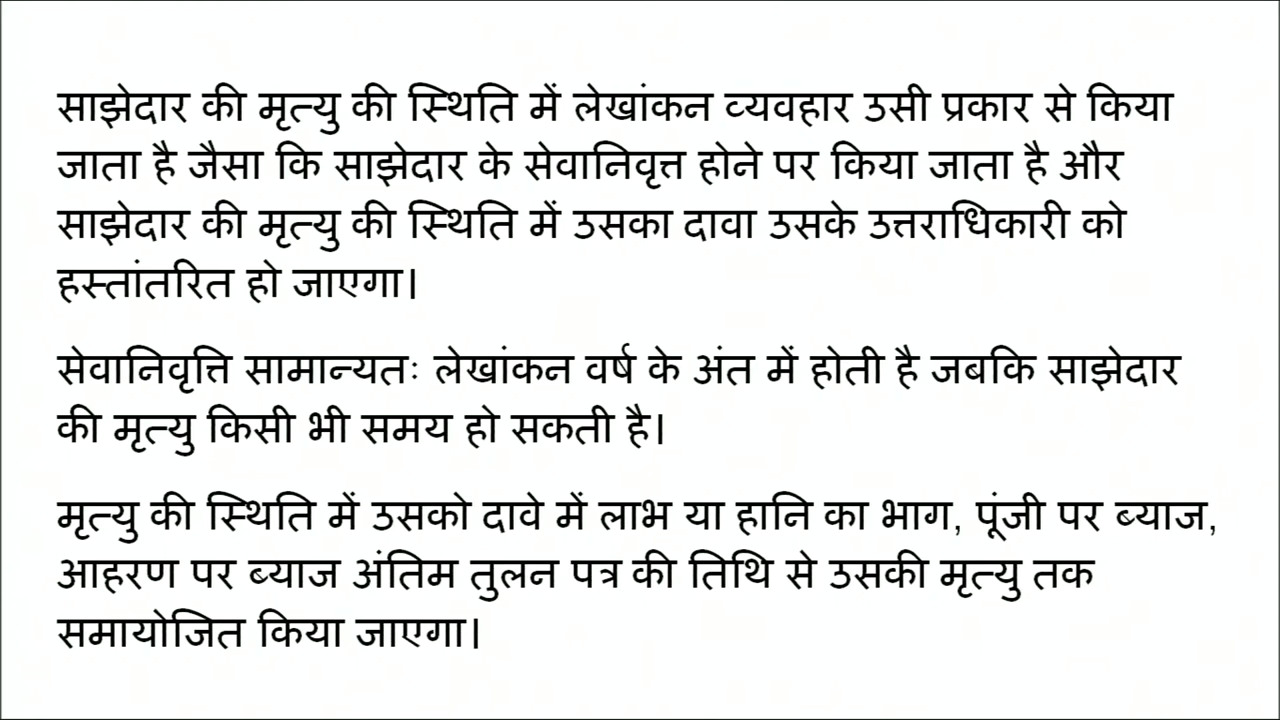 साझेदार की मृत्यु की स्थिति में लेखांकन व्यवहार उसी प्रकार से किया
जाता है जैसा कि साझेदार के सेवानिवृत्त होने पर किया जाता है और
साझेदार की मृत्यु की स्थिति में उसका दावा उसके उत्तराधिकारी को
हस्तांतरित हो जाएगा।
सेवानिवृत्ति सामान्यतः लेखांकन वर्ष के अंत में होती है जबकि साझेदार
की मृत्यु किसी भी समय हो सकती है।
मृत्यु की स्थिति में उसको दावे में लाभ या हानि का भाग, पूंजी पर ब्याज,
आहरण पर ब्याज अंतिम तुलन पत्र की तिथि से उसकी मृत्यु तक
समायोजित किया जाएगा।